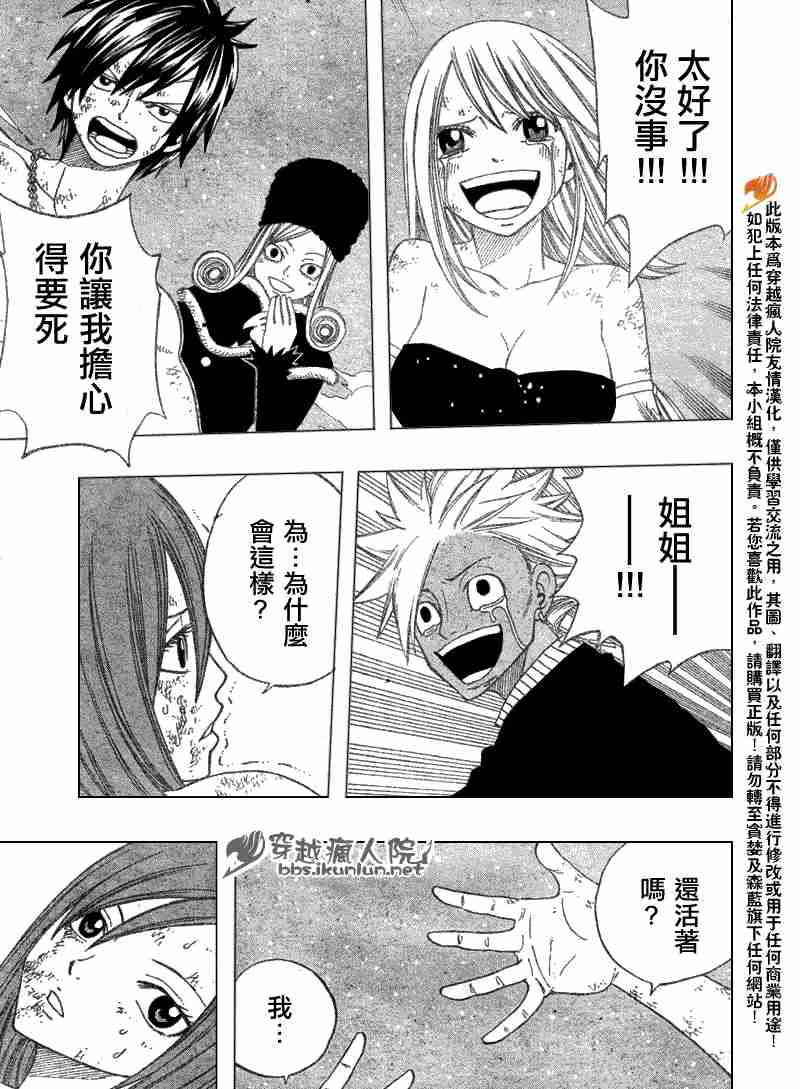 太好了!!!
你沒事!!!
你讓我擔心
得要死
姐姐——
——!!!
為…為什麼
會這樣?
還活著
嗎?
我…
穿越瘋人院
bbs.ikunlun.net
此版本爲穿越瘋人院友情漢化，僅供學習交流之用，其圖、翻譯以及任何部分不得進行修改或用于任何商業用途！
如犯上任何法律責任，本小組概不負責。若您喜歡此作品，請購買正版！請勿轉至貪婪及森藍旗下任何網站！